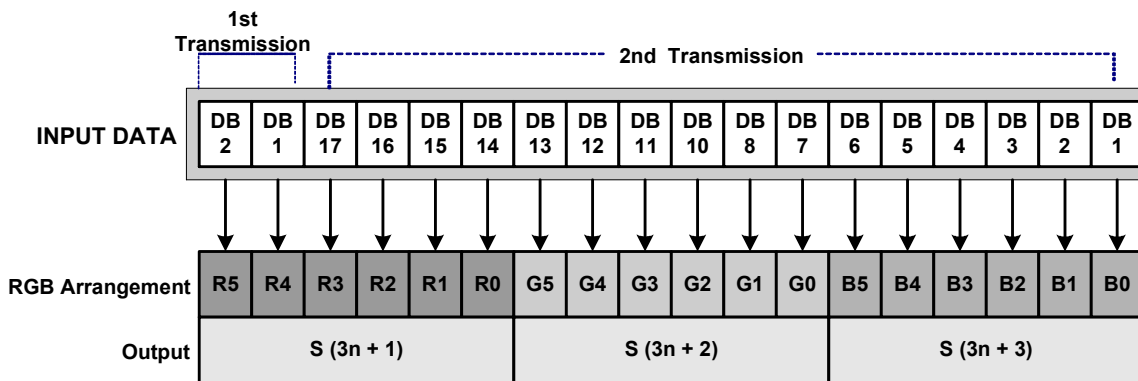 1st
Transmission
2nd Transmission
INPUT DATA
DB 2 DB 1 DB 17 DB 16 DB 15 DB 14 DB 13 DB 12 DB 11 DB 10 DB 8 DB 7 DB 6 DB 5 DB 4 DB 3 DB 2 DB 1
RGB Arrangement R5 R4 R3 R2 R1 R0 G5 G4 G3 G2 G1 G0 B5 B4 B3 B2 B1 B0
Output S (3n + 1) S (3n + 2) S (3n + 3)